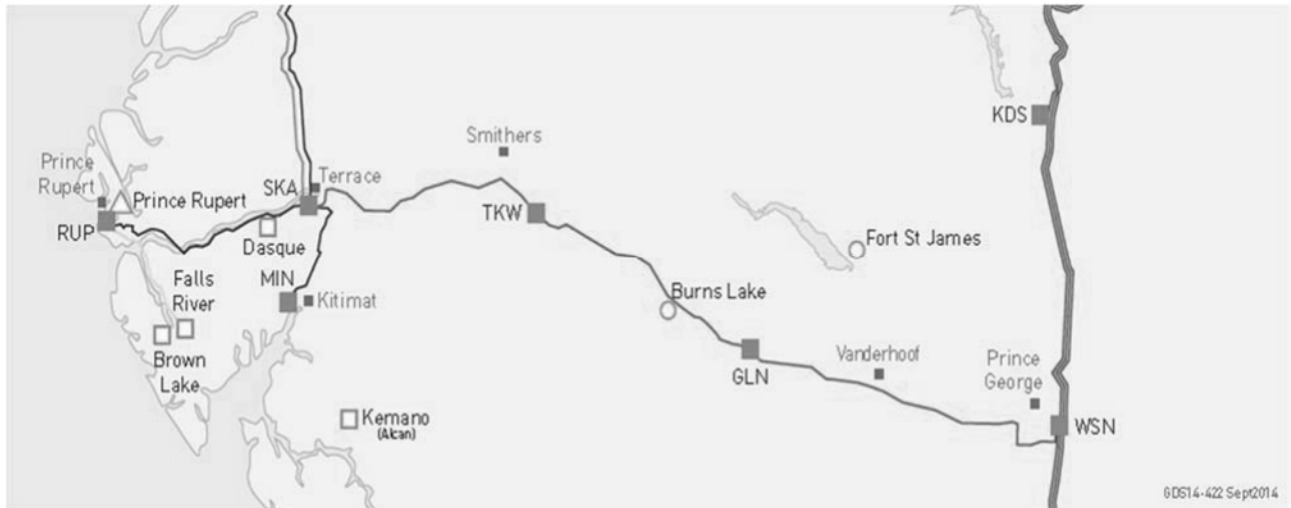 KDS
Smithers
Prince
Rupert
Prince Rupert
SKA
Terrace
RUP
TKW
Dasque
Fort St James
Falls
River
MIN
Kitimat
Burns Lake
Brown
Lake
GLN
Vanderhoof
Prince
George
Kemano
(Alcan)
WSN
GDS14-422 Sept2014